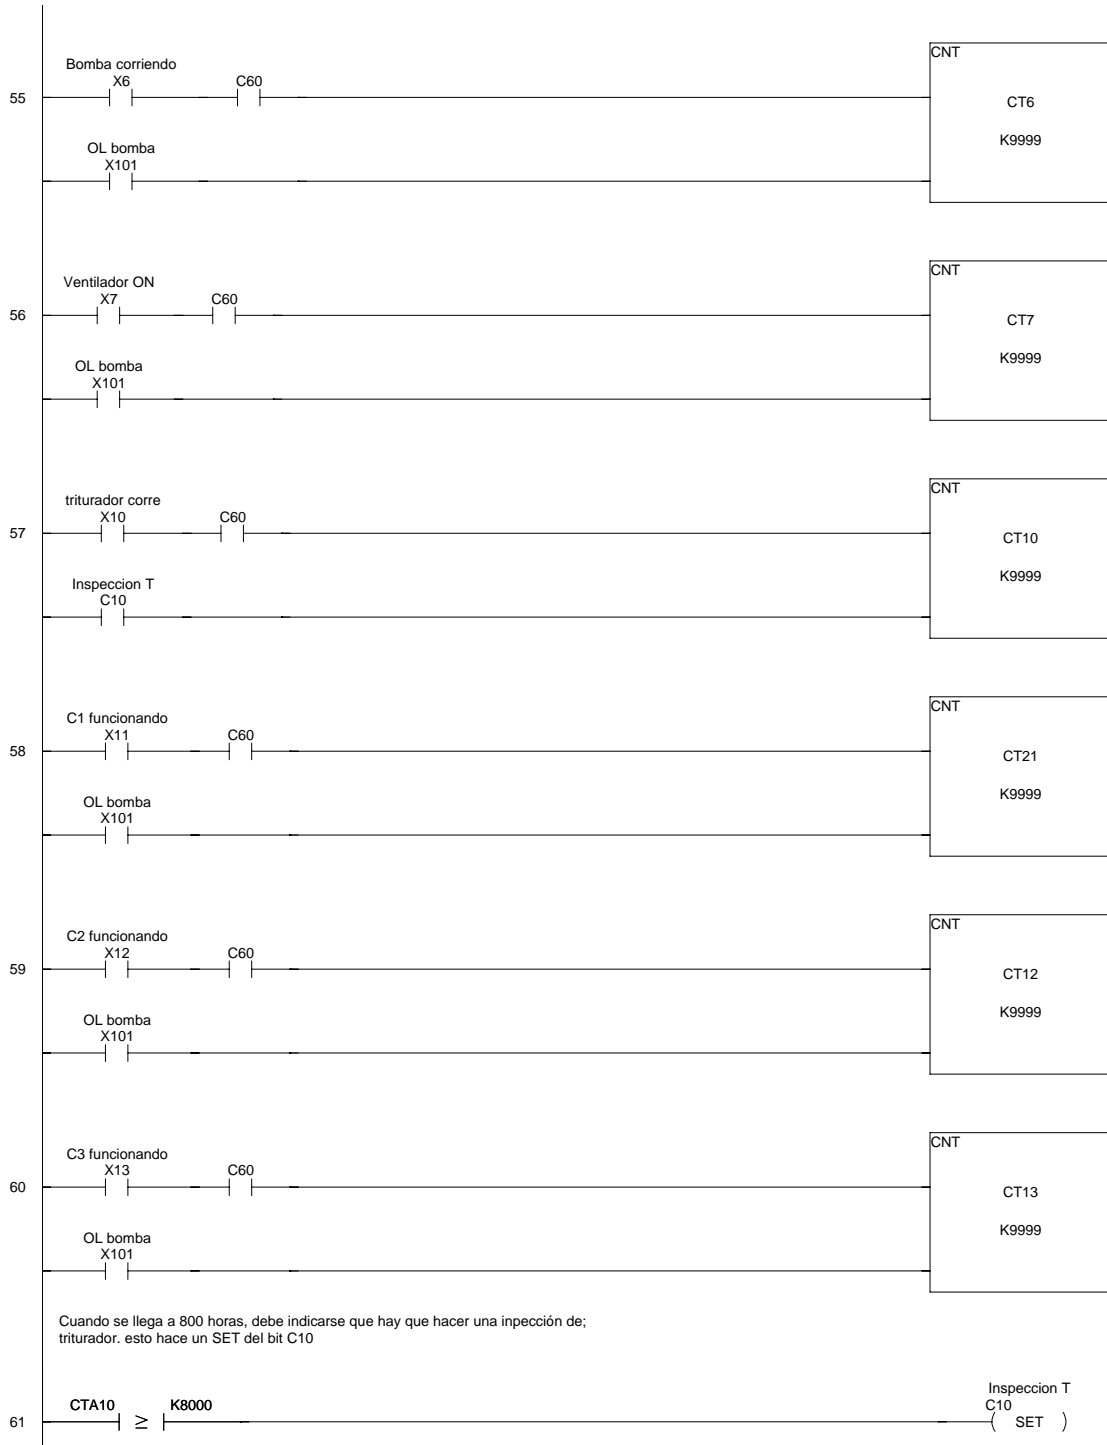 CNT
Bomba corriendo
X6 C60
55
CT6
K9999
OL bomba
X101
CNT
Ventilador ON
X7 C60
56
CT7
K9999
OL bomba
X101
CNT
triturador corre
X10 C60
57
CT10
K9999
Inspeccion T
C10
CNT
C1 funcionando
X11 C60
58
CT21
K9999
OL bomba
X101
CNT
C2 funcionando
X12 C60
59
CT12
K9999
OL bomba
X101
CNT
C3 funcionando
X13 C60
60
CT13
K9999
OL bomba
X101
Cuando se llega a 800 horas, debe indicarse que hay que hacer una inpección de;
triturador. esto hace un SET del bit C10
Inspeccion T
C10
61 CTA10 ≥ K8000 ( SET )